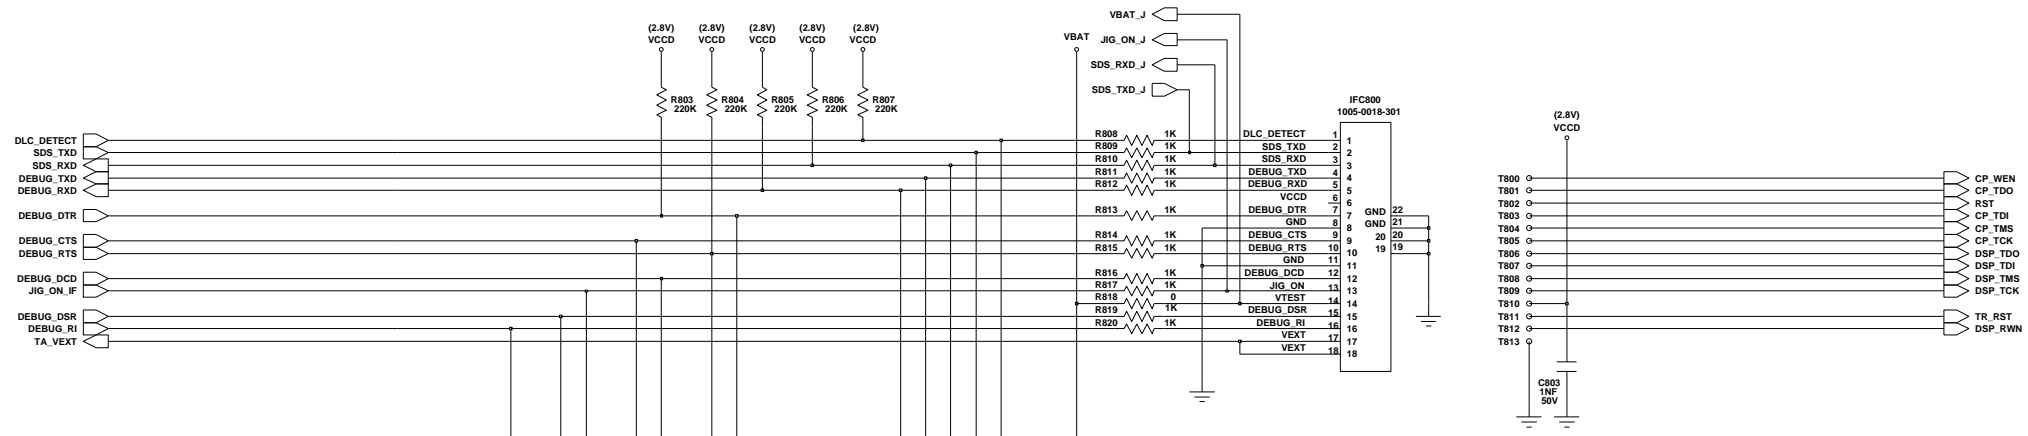 VBAT_J
JIG_ON_J
SDS_RXD_J
SDS_TXD_J
(2.8V) (2.8V) (2.8V) (2.8V) (2.8V)
VCCD VCCD VCCD VCCD VCCD
VBAT
R803 R804 R805 R806 R807
220K 220K 220K 220K 220K
IFC800
1005-0018-301
DLC_DETECT R808 1K DLC_DETECT 1 1
SDS_TXD R809 1K SDS_TXD 2 2
SDS_RXD R810 1K SDS_RXD 3 3
DEBUG_TXD R811 1K DEBUG_TXD 4 4
DEBUG_RXD R812 1K DEBUG_RXD 5 5
VCCD 6 6
DEBUG_DTR R813 1K DEBUG_DTR 7 7 GND 22
GND 8 8 GND 21
DEBUG_CTS R814 1K DEBUG_CTS 9 9 20 20
DEBUG_RTS R815 1K DEBUG_RTS 10 10 19 19
GND 11 11
DEBUG_DCD R816 1K DEBUG_DCD 12 12
JIG_ON_IF R817 1K JIG_ON 13 13
R818 0 VTEST 14 14
DEBUG_DSR R819 1K DEBUG_DSR 15 15
DEBUG_RI R820 1K DEBUG_RI 16 16
TA_VEXT VEXT 17 17
VEXT 18 18
(2.8V)
VCCD
T800 CP_WEN
T801 CP_TDO
T802 RST
T803 CP_TDI
T804 CP_TMS
T805 CP_TCK
T806 DSP_TDO
T807 DSP_TDI
T808 DSP_TMS
T809 DSP_TCK
T810
T811 TR_RST
T812 DSP_RWN
T813
C803
1NF
50V